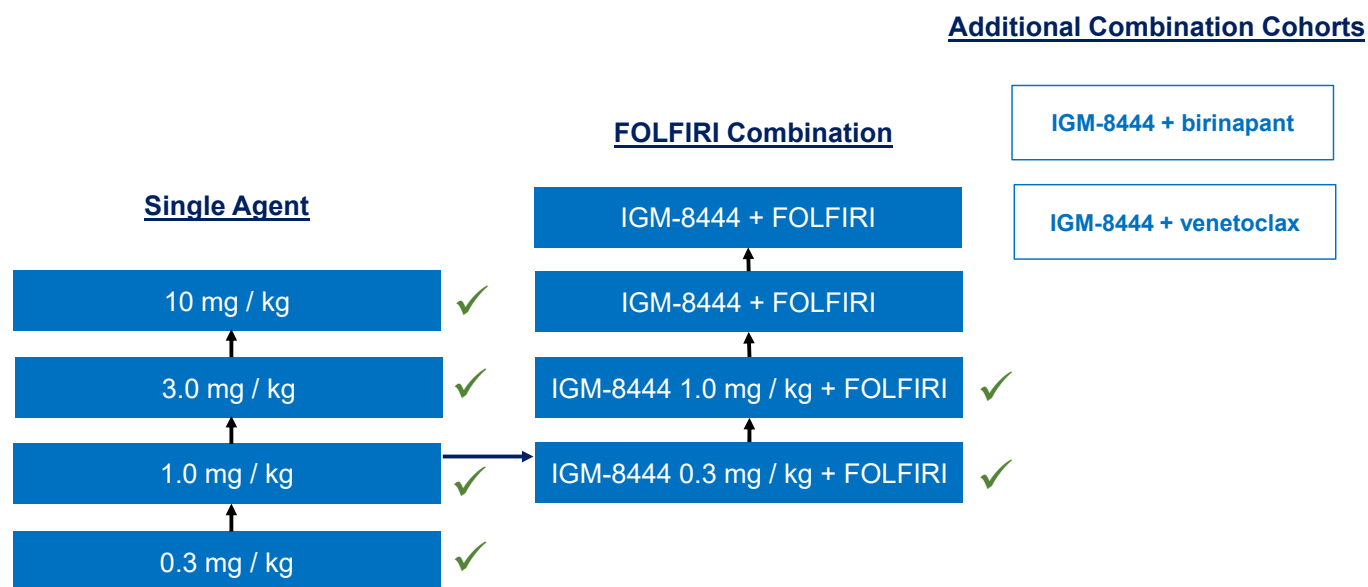 Additional Combination Cohorts
IGM-8444 + birinapant
IGM-8444 + venetoclax
FOLFIRI Combination
IGM-8444 + FOLFIRI
IGM-8444 + FOLFIRI
IGM-8444 1.0 mg / kg + FOLFIRI
IGM-8444 0.3 mg / kg + FOLFIRI
Single Agent
10 mg / kg
3.0 mg / kg
1.0 mg / kg
0.3 mg / kg